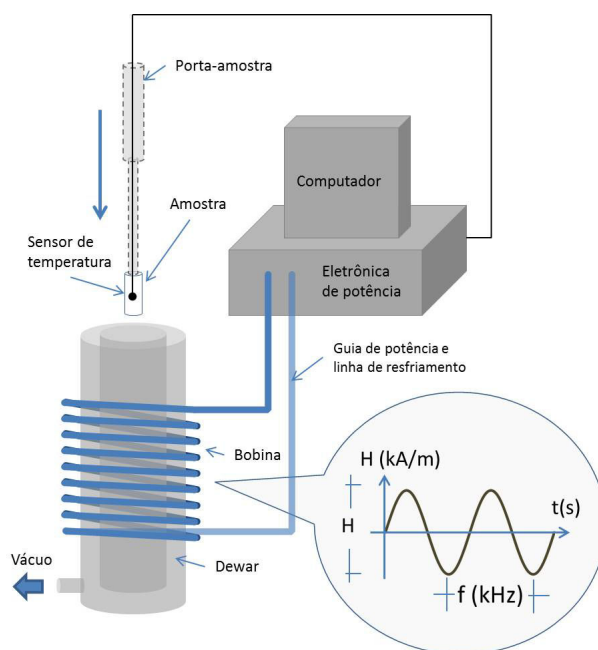 Porta-amostra
Computador
Amostra
Sensor de
temperatura
Eletrônica
de potência
Guia de potência e
linha de resfriamento
Bobina
H (kA/m)
t(s)
H
Vácuo
Dewar
f (kHz)